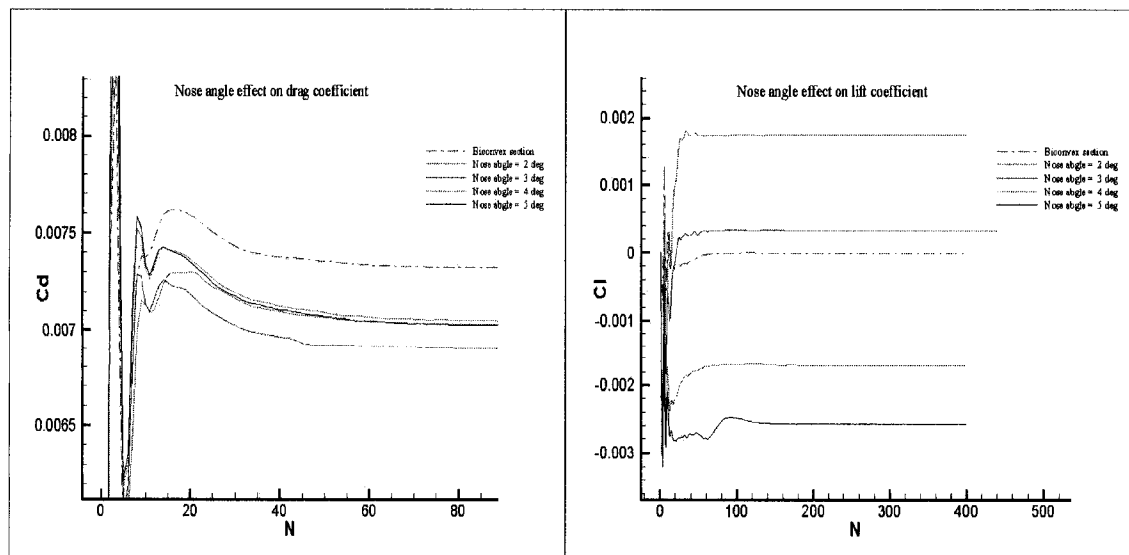 Nose angle effect on drag coefficient
0.008
0.0075
0.007
0.0065
Cd
Biconvex section
Nose abgle = 2 deg
Nose abgle = 3 deg
Nose abgle = 4 deg
Nose abgle = 5 deg
0 20 40 60 80
N
Nose angle effect on lift coefficient
0.002
0.001
0
-0.001
-0.002
-0.003
Cl
Biconvex section
Nose abgle = 2 deg
Nose abgle = 3 deg
Nose abgle = 4 deg
Nose abgle = 5 deg
0 100 200 300 400 500
N